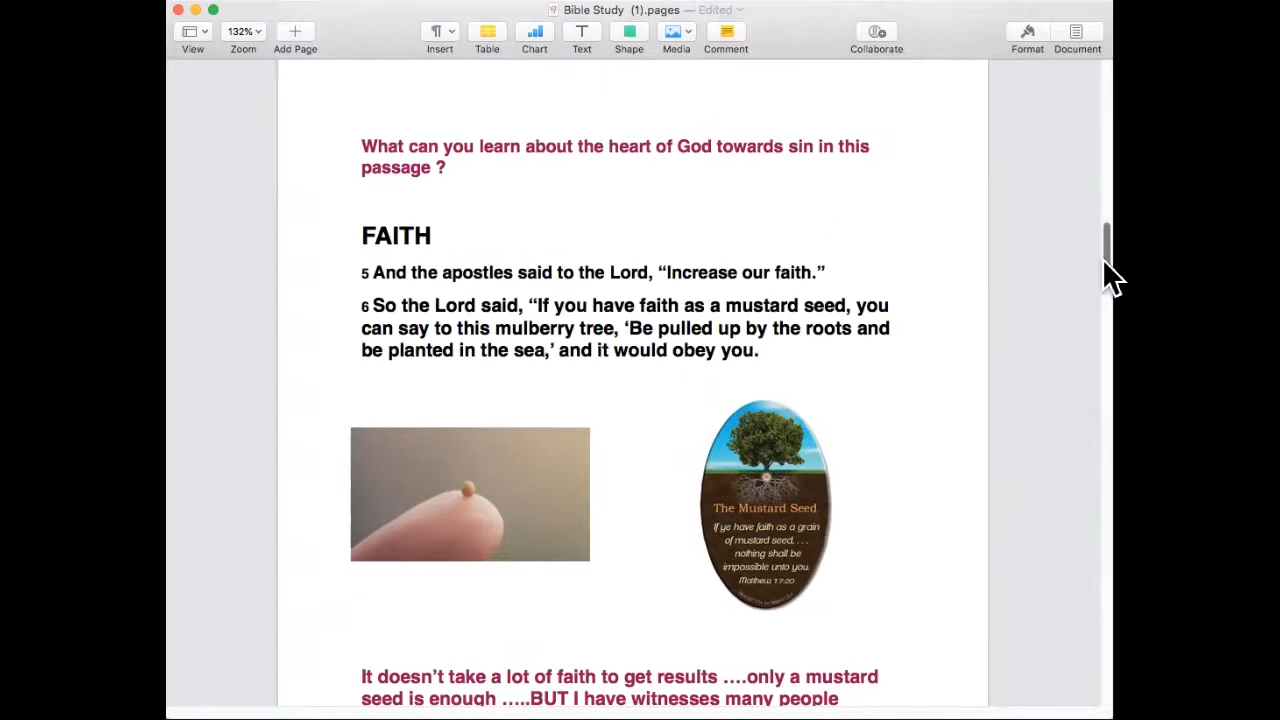 Bible Study (1).pages — Edited
132%
View
Zoom
Add Page
Insert
Table
Chart
Text
Shape
Media
Comment
Collaborate
Format
Document
What can you learn about the heart of God towards sin in this
passage ?
FAITH
5 And the apostles said to the Lord, “Increase our faith.”
6 So the Lord said, “If you have faith as a mustard seed, you
can say to this mulberry tree, ‘Be pulled up by the roots and
be planted in the sea,’ and it would obey you.
The Mustard Seed
If ye have faith as a grain
of mustard seed, . . .
nothing shall be
impossible unto you.
Matthew 17:20
It doesn’t take a lot of faith to get results ….only a mustard
seed is enough …..BUT I have witnesses many people